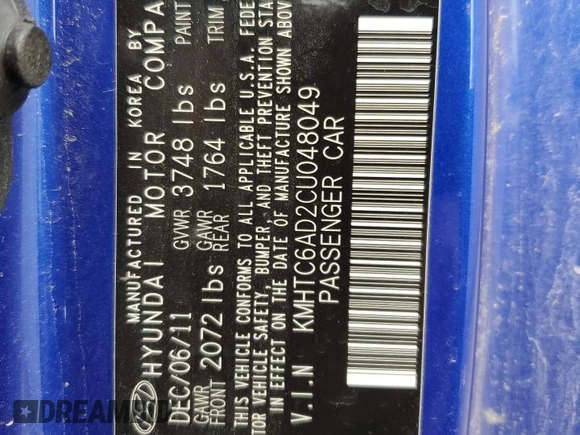 MANUFACTURED IN KOREA BY
HYUNDAI MOTOR COMPA
DEC/06/11 GVWR 3748 lbs PAINT
GAWR FRONT 2072 lbs GAWR REAR 1764 lbs TRIM
THIS VEHICLE CONFORMS TO ALL APPLICABLE U.S.A. FEDE
TOR VEHICLE SAFETY, BUMPER, AND THEFT PREVENTION STA
IN EFFECT ON THE DATE OF MANUFACTURE SHOWN ABOV
V.I.N KMHTC6AD2CU048049
PASSENGER CAR